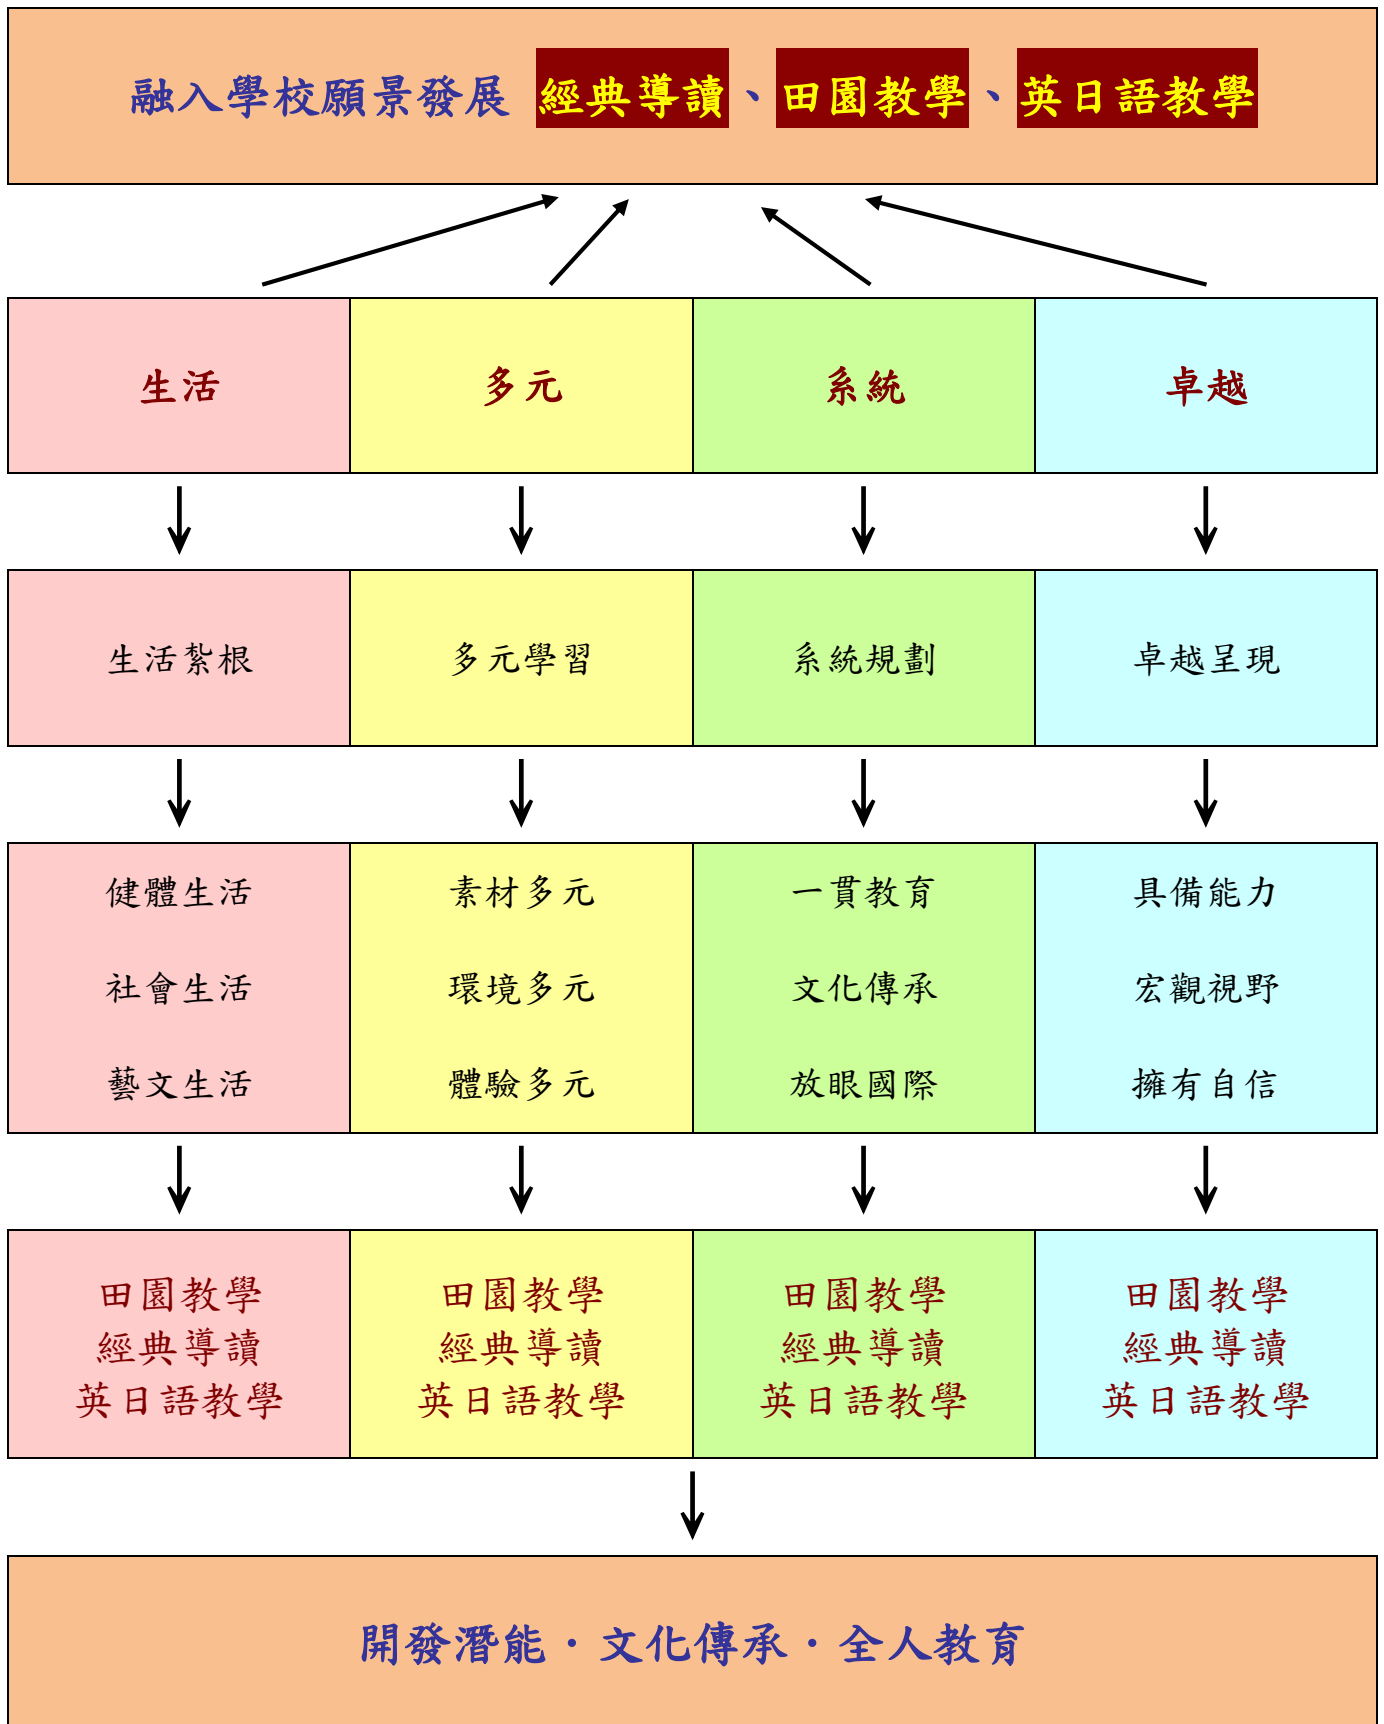 融入學校願景發展 經典導讀、田園教學、英日語教學
生活 多元 系統 卓越
生活紮根 多元學習 系統規劃 卓越呈現
健體生活 素材多元 一貫教育 具備能力
社會生活 環境多元 文化傳承 宏觀視野
藝文生活 體驗多元 放眼國際 擁有自信
田園教學 田園教學 田園教學 田園教學
經典導讀 經典導讀 經典導讀 經典導讀
英日語教學 英日語教學 英日語教學 英日語教學
開發潛能．文化傳承．全人教育